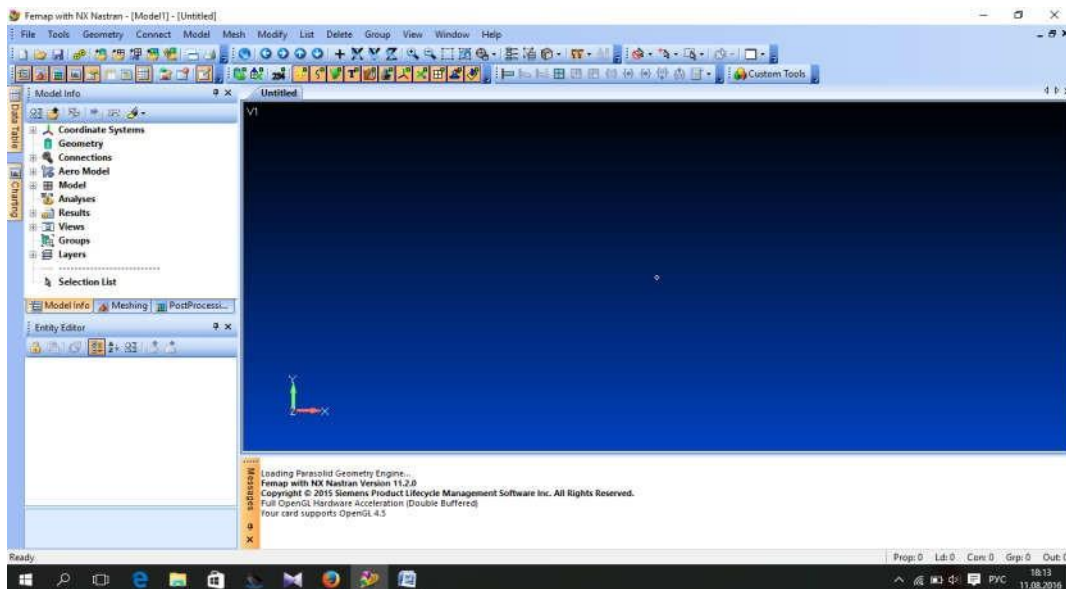 Femap with NX Nastran - [Model1] - [Untitled]
File Tools Geometry Connect Model Mesh Modify List Delete Group View Window Help
Custom Tools
Model Info
Untitled
Data Table
Charting
V1
Coordinate Systems
Geometry
Connections
Aero Model
Model
Analyses
Results
Views
Groups
Layers
Selection List
Model Info Meshing PostProcessi...
Entity Editor
Y
Z X
Messages
Loading Parasolid Geometry Engine...
Femap with NX Nastran Version 11.2.0
Copyright © 2015 Siemens Product Lifecycle Management Software Inc. All Rights Reserved.
Full OpenGL Hardware Acceleration (Double Buffered)
Your card supports OpenGL 4.5
Ready
Prop: 0 Ld: 0 Con: 0 Grp: 0 Out: 0
РУС
18:13
11.08.2016